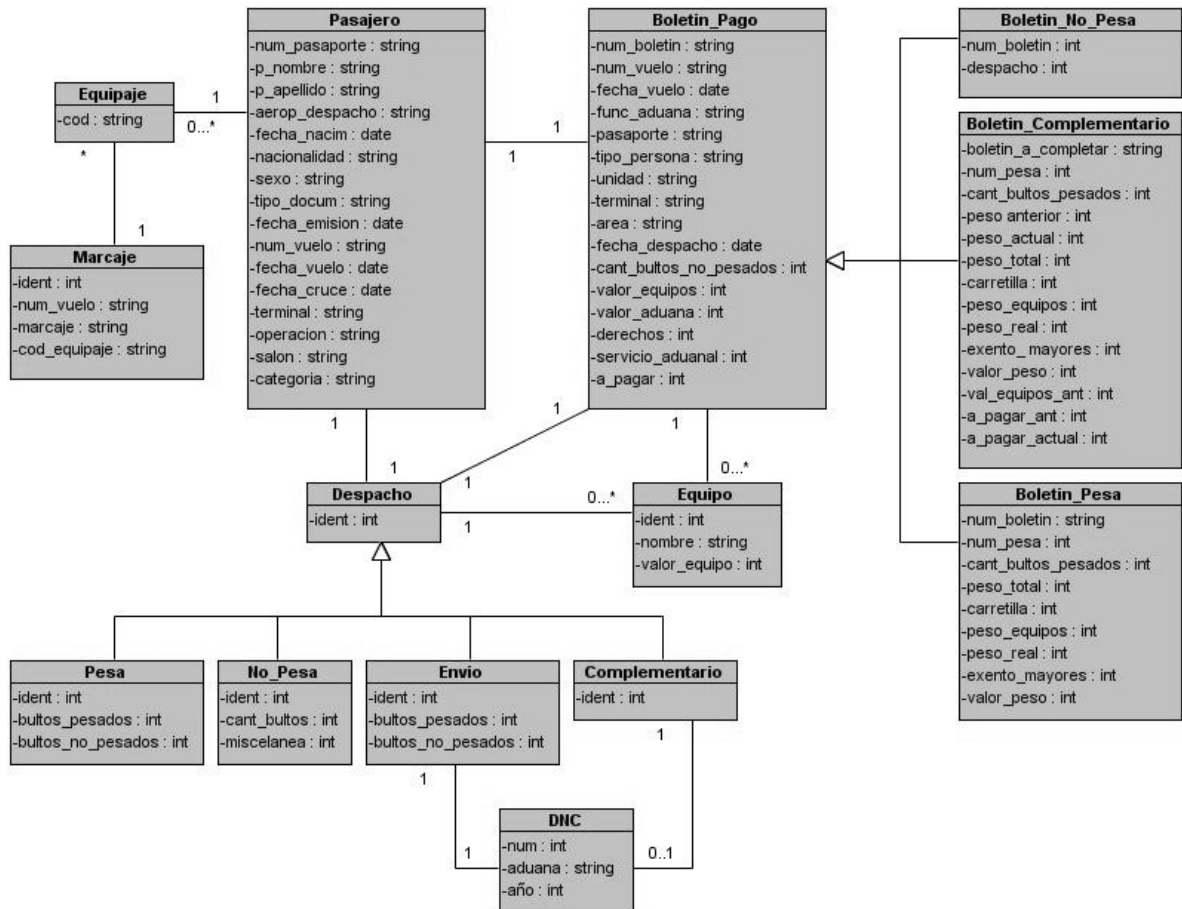 Pasajero
-num_pasaporte : string
-p_nombre : string
-p_apellido : string
-aerop_despacho : string
-fecha_nacim : date
-nacionalidad : string
-sexo : string
-tipo_docum : string
-fecha_emision : date
-num_vuelo : string
-fecha_vuelo : date
-fecha_cruce : date
-terminal : string
-operacion : string
-salon : string
-categoria : string
Boletin_Pago
-num_boletin : string
-num_vuelo : string
-fecha_vuelo : date
-func_aduana : string
-pasaporte : string
-tipo_persona : string
-unidad : string
-terminal : string
-area : string
-fecha_despacho : date
-cant_bultos_no_pesados : int
-valor_equipos : int
-valor_aduana : int
-derechos : int
-servicio_aduanal : int
-a_pagar : int
Boletin_No_Pesa
-num_boletin : int
-despacho : int
Equipaje
-cod : string
1
0...*
*
1
1
1
Boletin_Complementario
-boletin_a_completar : string
-num_pesa : int
-cant_bultos_pesados : int
-peso anterior : int
-peso_actual : int
-peso_total : int
-carretilla : int
-peso_equipos : int
-peso_real : int
-exento_ mayores : int
-valor_peso : int
-val_equipos_ant : int
-a_pagar_ant : int
-a_pagar_actual : int
Marcaje
-ident : int
-num_vuelo : string
-marcaje : string
-cod_equipaje : string
1
1
1
1
1
0...*
Despacho
-ident : int
0...*
1
Equipo
-ident : int
-nombre : string
-valor_equipo : int
Boletin_Pesa
-num_boletin : string
-num_pesa : int
-cant_bultos_pesados : int
-peso_total : int
-carretilla : int
-peso_equipos : int
-peso_real : int
-exento_mayores : int
-valor_peso : int
Pesa
-ident : int
-bultos_pesados : int
-bultos_no_pesados : int
No_Pesa
-ident : int
-cant_bultos : int
-miscelanea : int
Envio
-ident : int
-bultos_pesados : int
-bultos_no_pesados : int
Complementario
-ident : int
1
1
DNC
-num : int
-aduana : string
-año : int
1
0..1